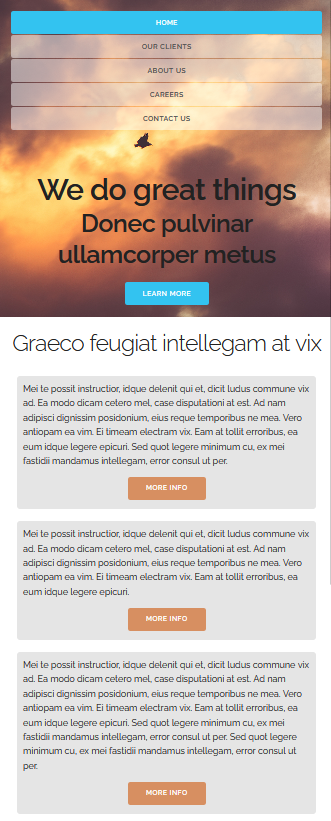 HOME
OUR CLIENTS
ABOUT US
CAREERS
CONTACT US
We do great things
Donec pulvinar
ullamcorper metus
LEARN MORE
Graeco feugiat intellegam at vix
Mei te possit instructior, idque delenit qui et, dicit ludus commune vix
ad. Ea modo dicam cetero mel, case disputationi at est. Ad nam
adipisci dignissim posidonium, eius reque temporibus ne mea. Vero
antiopam ea vim. Ei timeam electram vix. Eam at tollit erroribus, ea
eum idque legere epicuri. Sed quot legere minimum cu, ex mei
fastidii mandamus intellegam, error consul ut per.
MORE INFO
Mei te possit instructior, idque delenit qui et, dicit ludus commune vix
ad. Ea modo dicam cetero mel, case disputationi at est. Ad nam
adipisci dignissim posidonium, eius reque temporibus ne mea. Vero
antiopam ea vim. Ei timeam electram vix. Eam at tollit erroribus, ea
eum idque legere epicuri.
MORE INFO
Mei te possit instructior, idque delenit qui et, dicit ludus commune vix
ad. Ea modo dicam cetero mel, case disputationi at est. Ad nam
adipisci dignissim posidonium, eius reque temporibus ne mea. Vero
antiopam ea vim. Ei timeam electram vix. Eam at tollit erroribus, ea
eum idque legere epicuri. Sed quot legere minimum cu, ex mei
fastidii mandamus intellegam, error consul ut per. Sed quot legere
minimum cu, ex mei fastidii mandamus intellegam, error consul ut
per.
MORE INFO